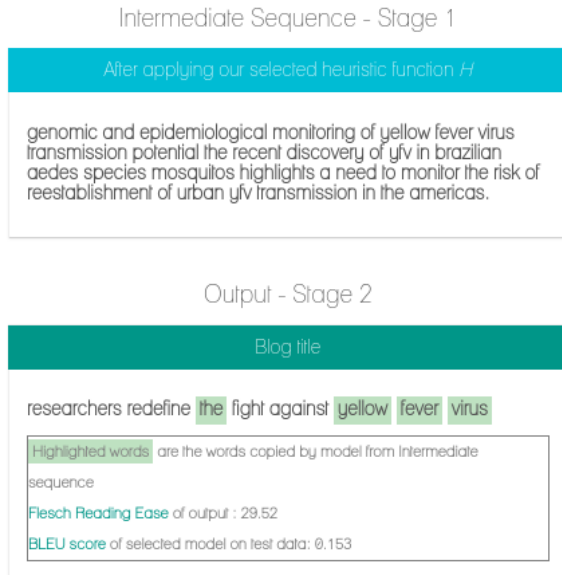 Intermediate Sequence - Stage 1
After applying our selected heuristic function H
genomic and epidemiological monitoring of yellow fever virus
transmission potential the recent discovery of yfv in brazilian
aedes species mosquitos highlights a need to monitor the risk of
reestablishment of urban yfv transmission in the americas.
Output - Stage 2
Blog title
researchers redefine the fight against yellow fever virus
Highlighted words are the words copied by model from Intermediate
sequence
Flesch Reading Ease of output : 29.52
BLEU score of selected model on test data: 0.153